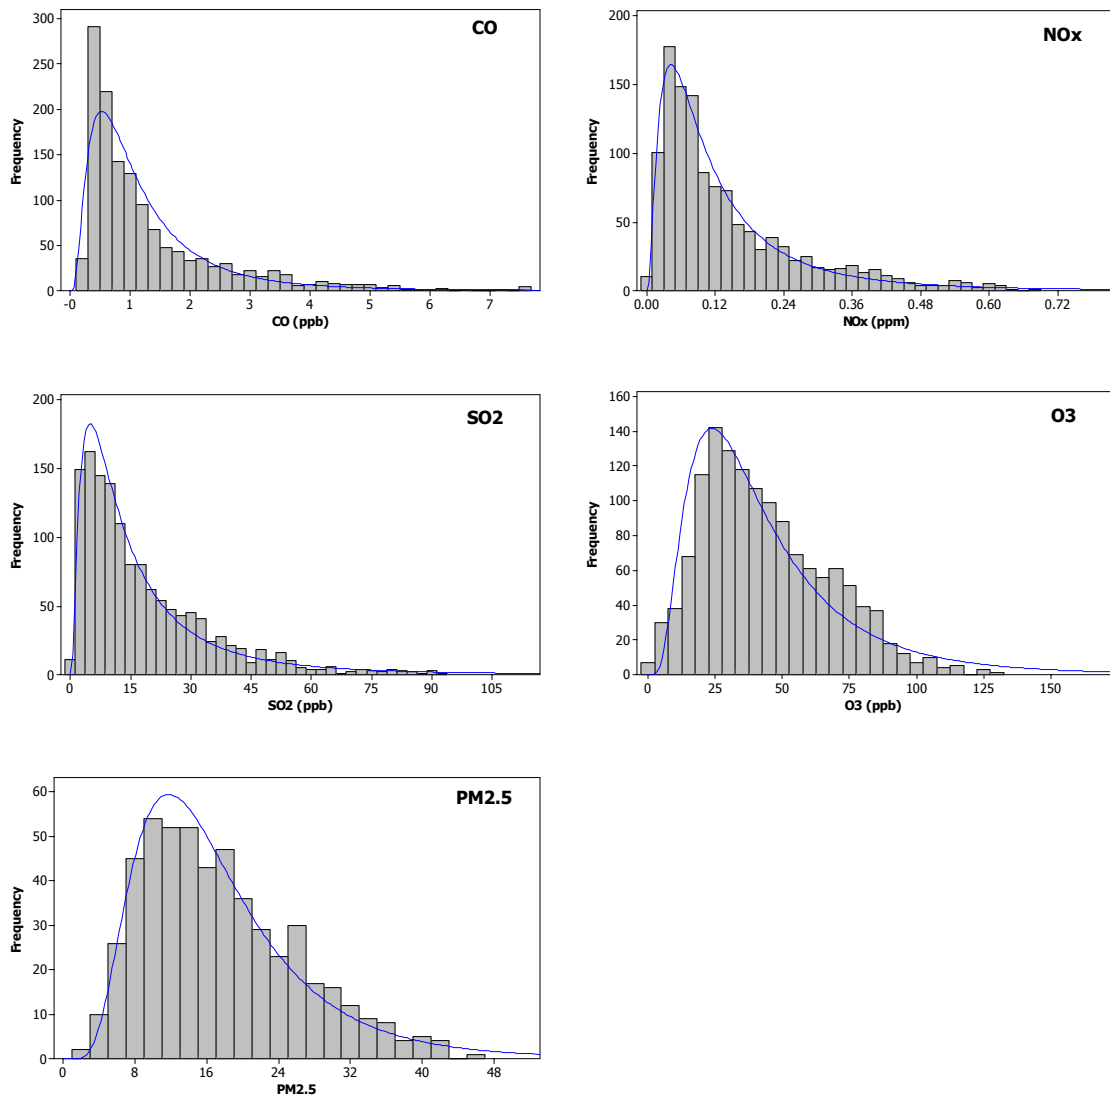 CO
Frequency
300
250
200
150
100
50
0
-0 1 2 3 4 5 6 7
CO (ppb)
NOx
Frequency
200
150
100
50
0
0.00 0.12 0.24 0.36 0.48 0.60 0.72
NOx (ppm)
SO2
Frequency
200
150
100
50
0
0 15 30 45 60 75 90 105
SO2 (ppb)
O3
Frequency
160
140
120
100
80
60
40
20
0
0 25 50 75 100 125 150
O3 (ppb)
PM2.5
Frequency
60
50
40
30
20
10
0
0 8 16 24 32 40 48
PM2.5